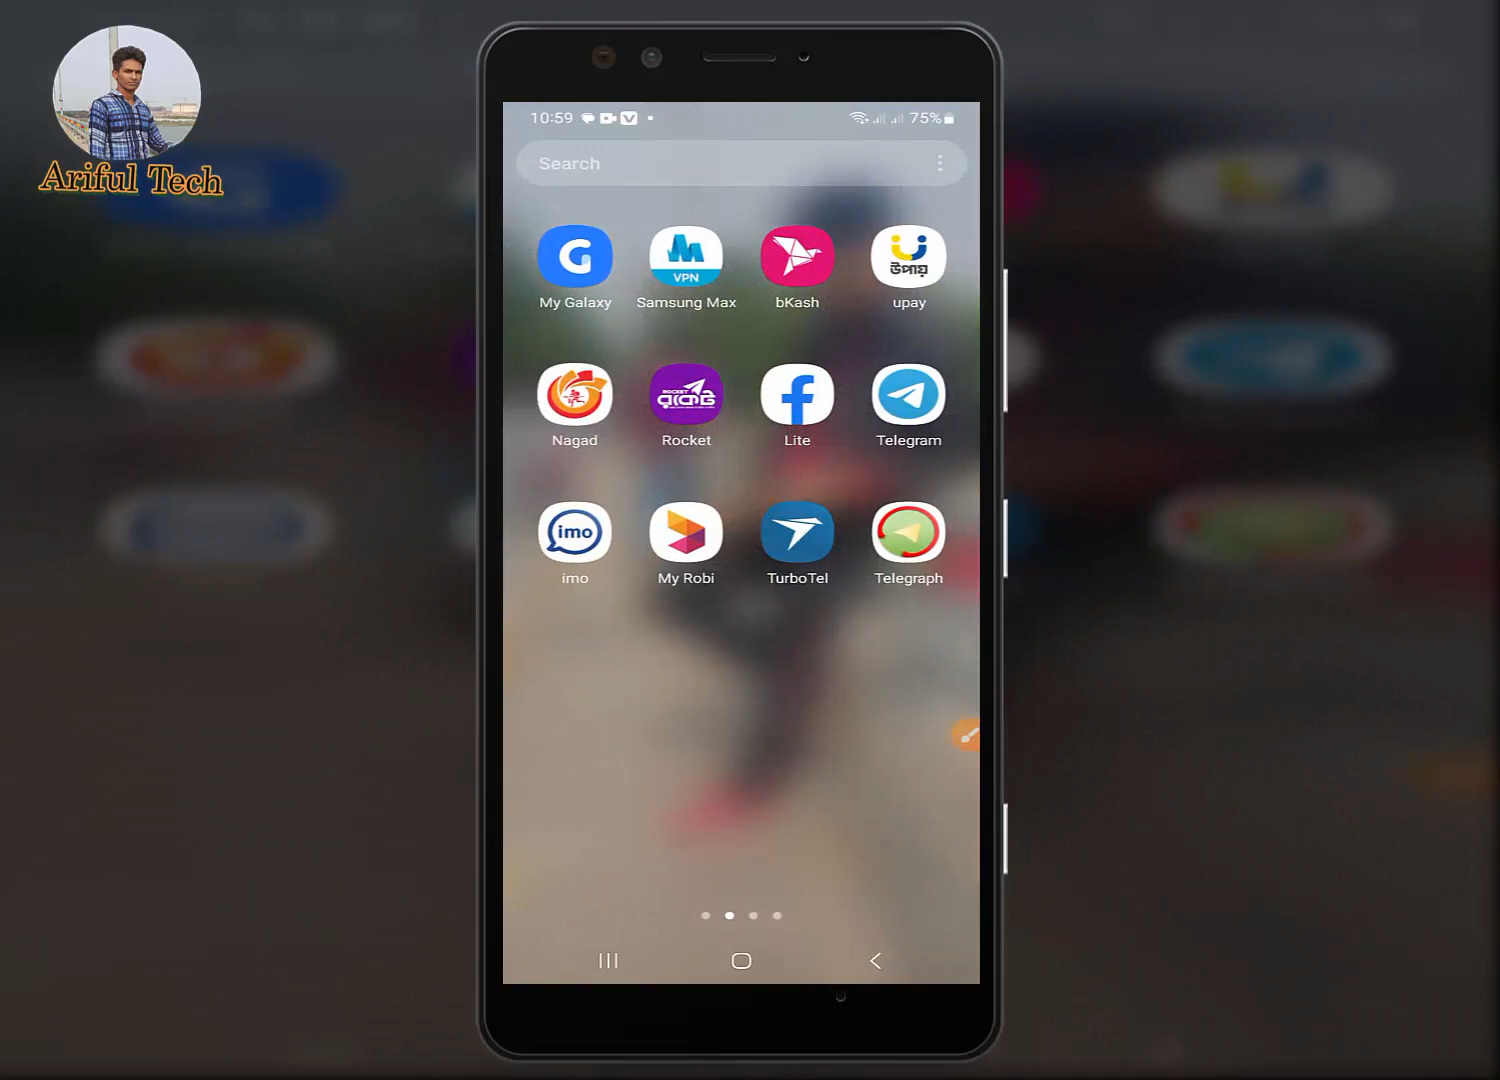 Ariful Tech
10:59 75%
Search
G VPN উপায়
My Galaxy Samsung Max bKash upay
ROCKET
রকেট
Nagad Rocket Lite Telegram
imo
imo My Robi TurboTel Telegraph